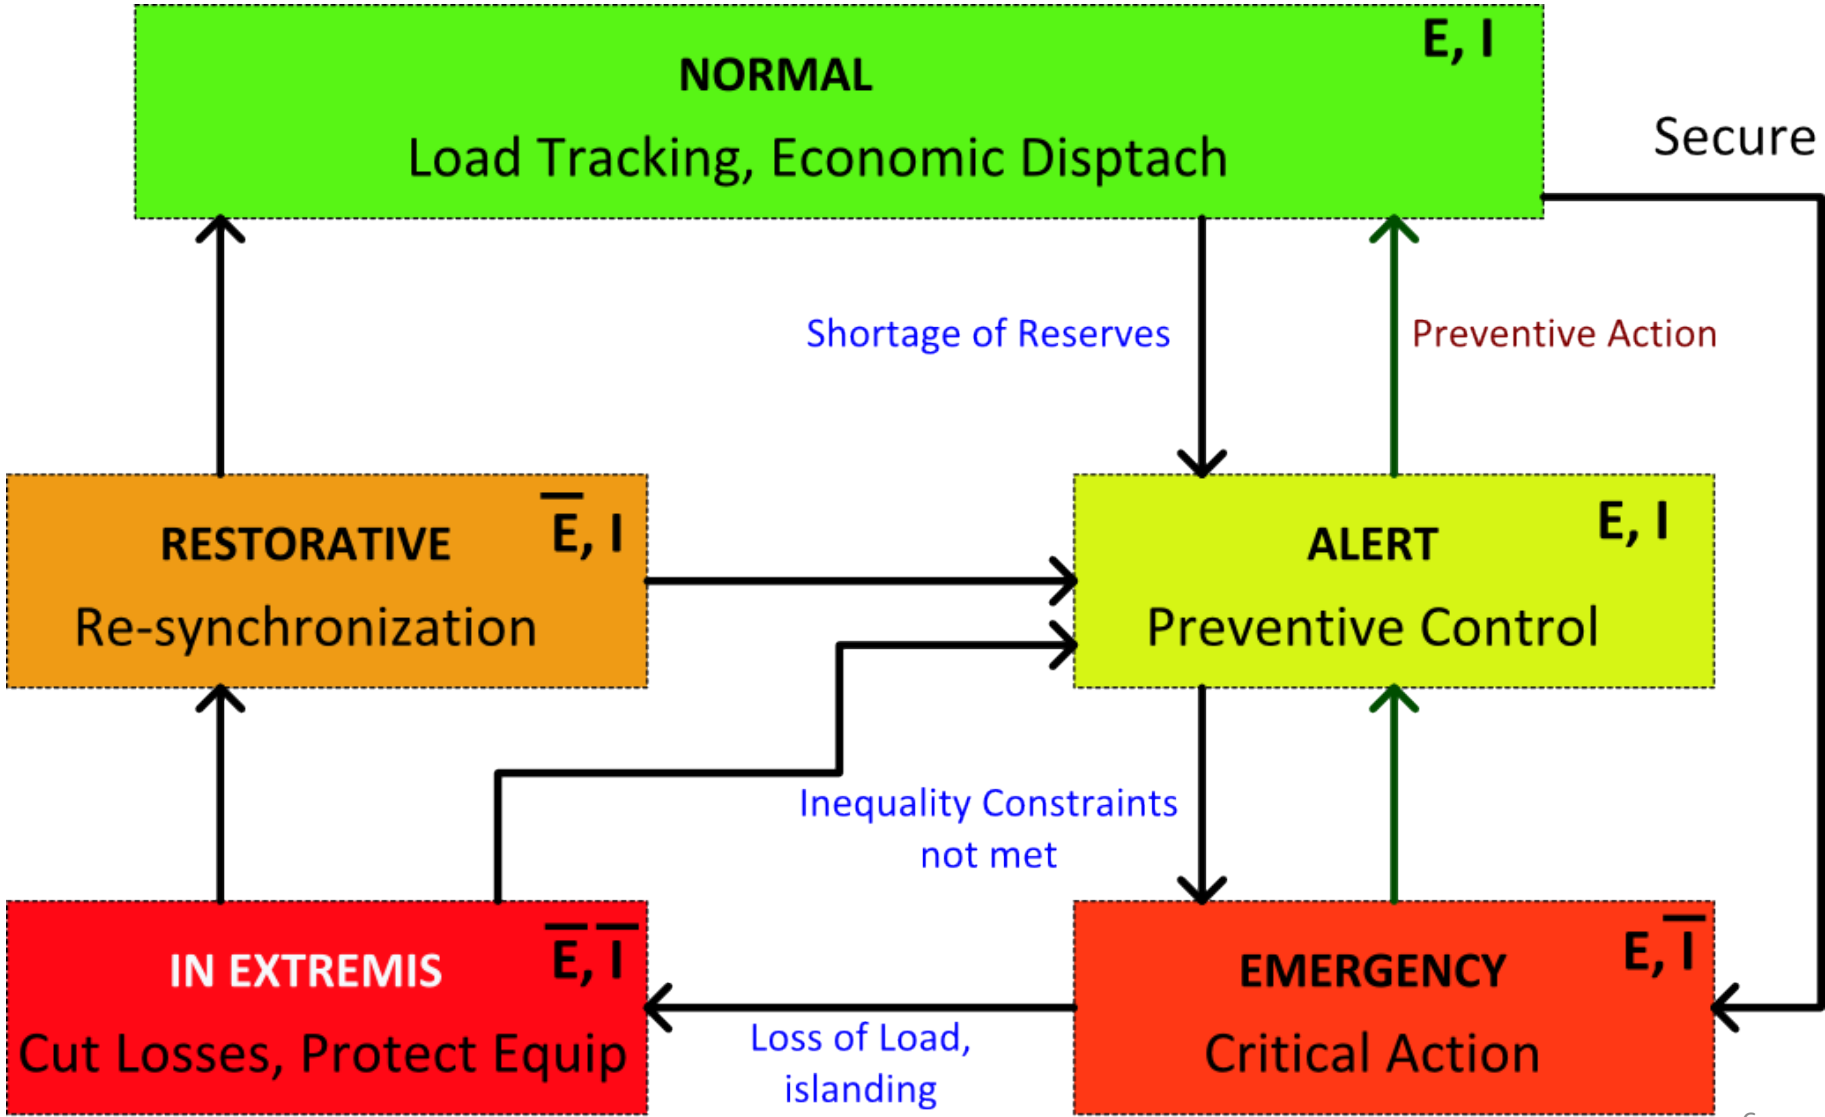 E, I
NORMAL
Load Tracking, Economic Disptach
Secure
Shortage of Reserves
Preventive Action
E̅, I
RESTORATIVE
Re-synchronization
E, I
ALERT
Preventive Control
Inequality Constraints
not met
E̅, I̅
IN EXTREMIS
Cut Losses, Protect Equip
Loss of Load,
islanding
E, I̅
EMERGENCY
Critical Action